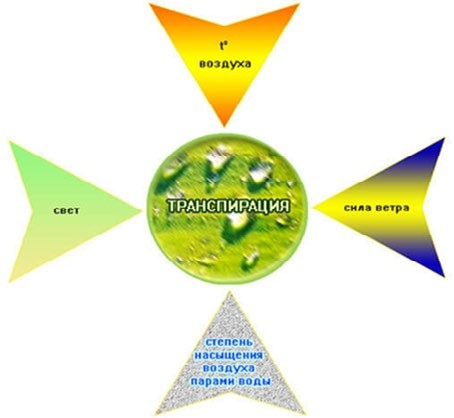 t°
воздуха
свет
ТРАНСПИРАЦИЯ
сила ветра
степень
насыщения
воздуха
парами воды